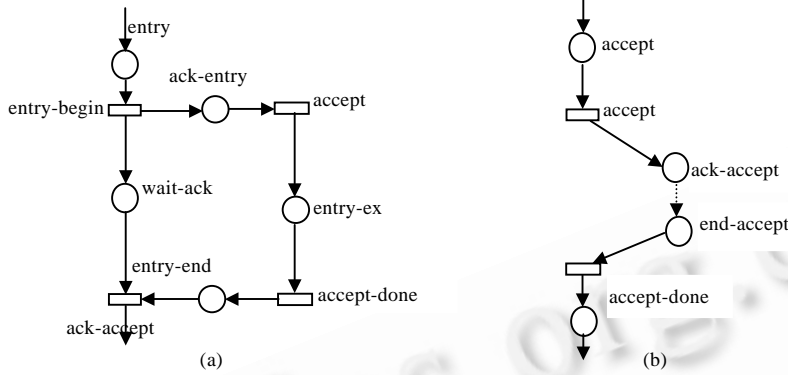 entry
ack-entry
entry-begin
accept
wait-ack
entry-ex
entry-end
accept-done
ack-accept
(a)
accept
accept
ack-accept
end-accept
accept-done
(b)